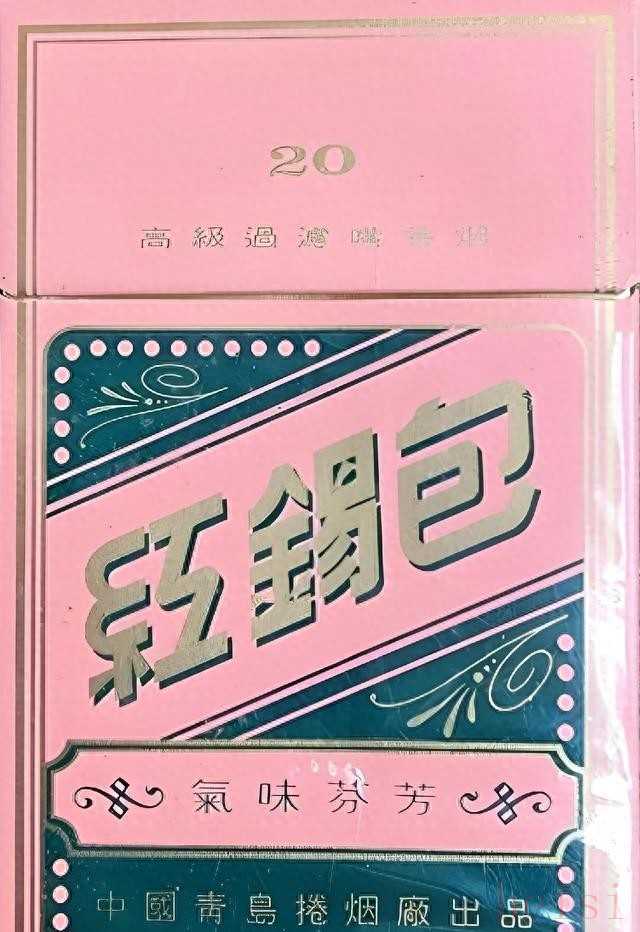 20
高級過濾嘴香烟
紅錫包
氣味芬芳
中國青島捲烟廠出品